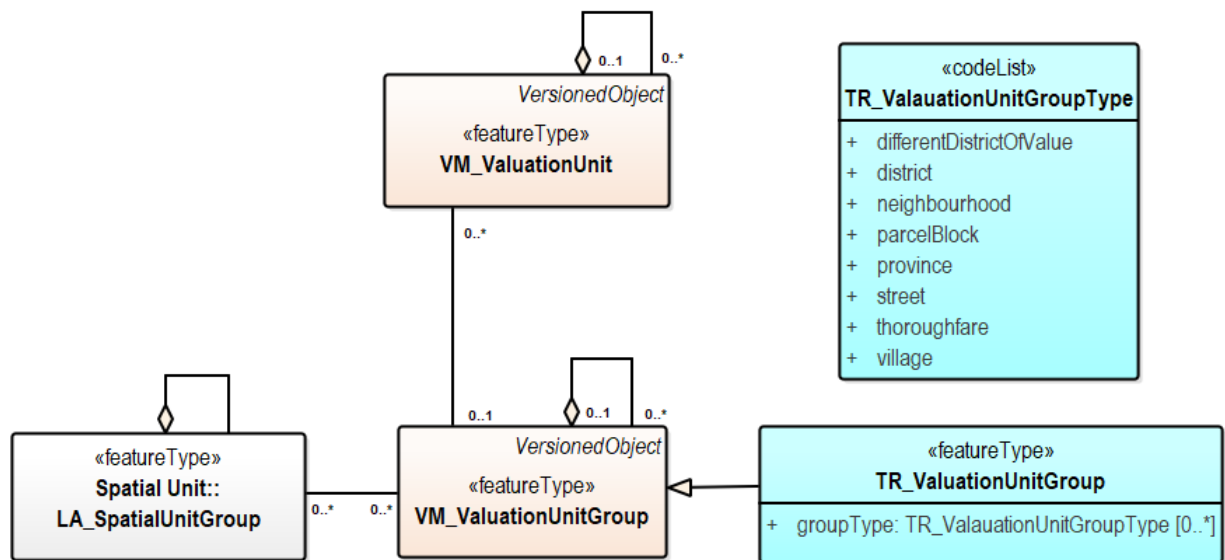 0..1
0..*
VersionedObject
«featureType»
VM_ValuationUnit
0..*
«codeList»
TR_ValauationUnitGroupType
+ differentDistrictOfValue
+ district
+ neighbourhood
+ parcelBlock
+ province
+ street
+ thoroughfare
+ village
0..1
0..1
0..*
«featureType»
Spatial Unit::
LA_SpatialUnitGroup
0..*
0..*
VersionedObject
«featureType»
VM_ValuationUnitGroup
«featureType»
TR_ValuationUnitGroup
+ groupType: TR_ValauationUnitGroupType [0..*]